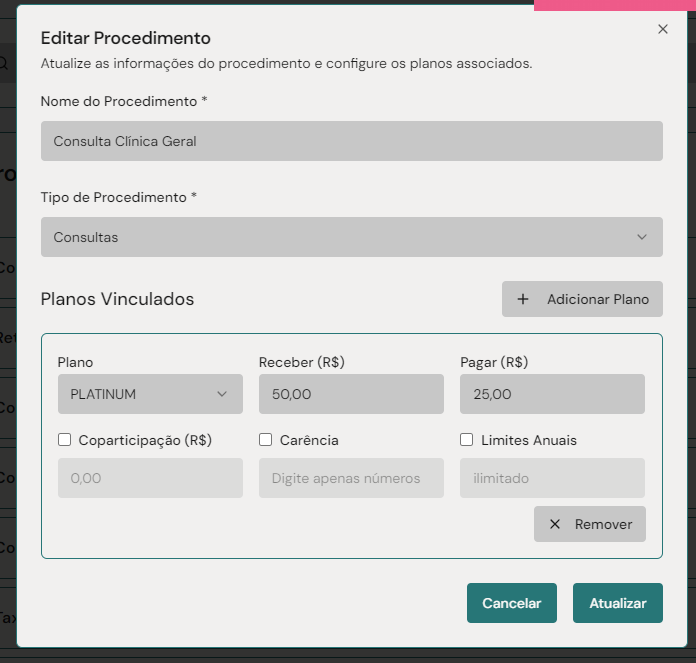 Editar Procedimento
Atualize as informações do procedimento e configure os planos associados.
Nome do Procedimento *
Consulta Clínica Geral
Tipo de Procedimento *
Consultas
Planos Vinculados
Adicionar Plano
Plano Receber (R$) Pagar (R$)
PLATINUM 50,00 25,00
Coparticipação (R$) Carência Limites Anuais
0,00 Digite apenas números ilimitado
Remover
Cancelar Atualizar